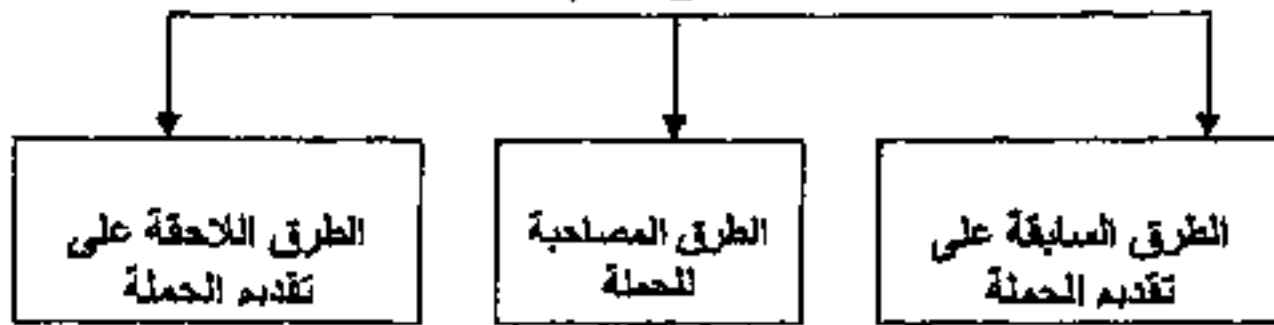 الطرق السابقة على
تقديم الحملة
الطرق المصاحبة
للحملة
الطرق اللاحقة على
تقديم الحملة